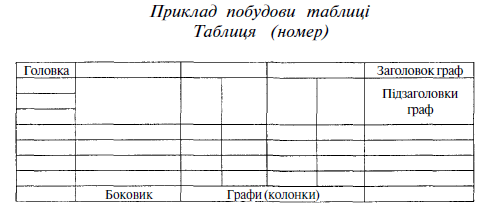 Приклад побудови таблиці
Таблиця (номер)
Головка Заголовок граф
Підзаголовки
граф
Боковик Графи (колонки)